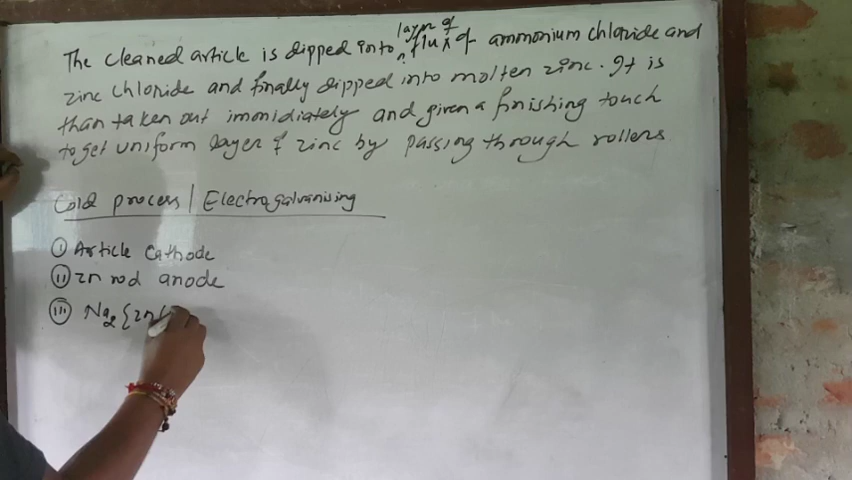 layer of
The cleaned article is dipped into ^ flux of ammonium chloride and
zinc chloride and finally dipped into molten zinc. It is
than taken out immidiately and given a finishing touch
to get uniform layer of zinc by passing through rollers
Cold process / Electrogalvanising
(i) Article Cathode
(ii) Zn rod anode
(iii) Na2 {Zn(